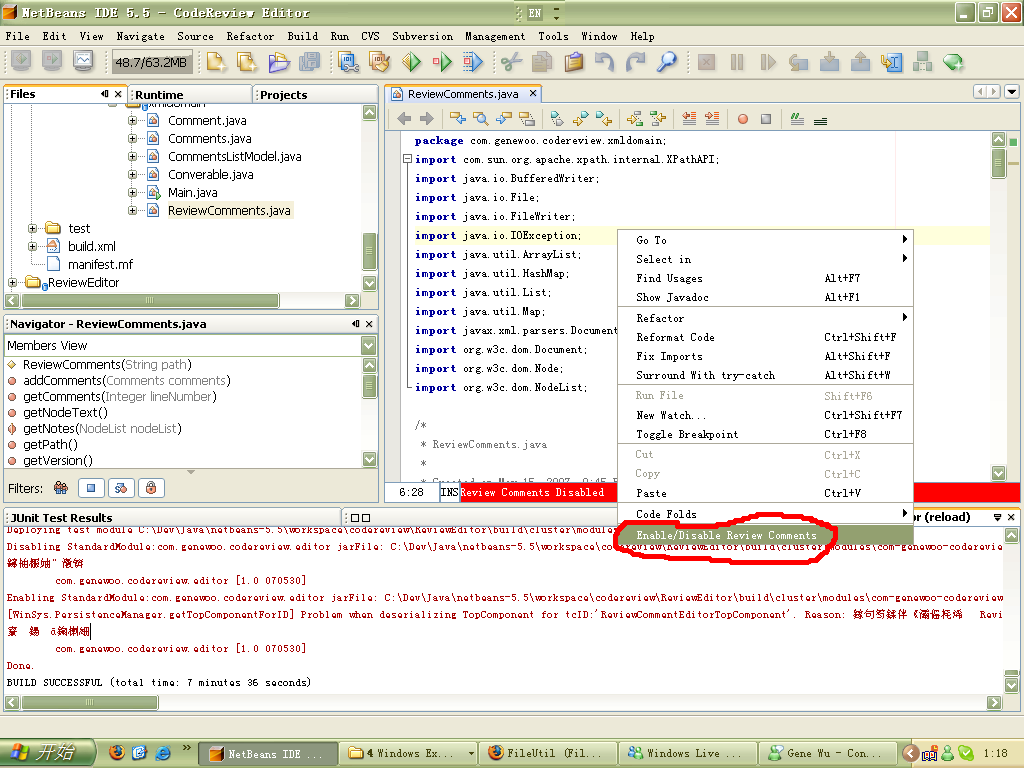 NetBeans IDE 5.5 - CodeReview Editor
EN
File Edit View Navigate Source Refactor Build Run CVS Subversion Management Tools Window Help
48.7/63.2MB
Files
Runtime
Projects
Comment.java
Comments.java
CommentsListModel.java
Converable.java
Main.java
ReviewComments.java
test
build.xml
manifest.mf
ReviewEditor
Navigator - ReviewComments.java
Members View
ReviewComments(String path)
addComments(Comments comments)
getComments(Integer lineNumber)
getNodeText()
getNotes(NodeList nodeList)
getPath()
getVersion()
Filters:
ReviewComments.java
package com.genewoo.codereview.xmldomain;
import com.sun.org.apache.xpath.internal.XPathAPI;
import java.io.BufferedWriter;
import java.io.File;
import java.io.FileWriter;
import java.io.IOException;
import java.util.ArrayList;
import java.util.HashMap;
import java.util.List;
import java.util.Map;
import javax.xml.parsers.Document
import org.w3c.dom.Document;
import org.w3c.dom.Node;
import org.w3c.dom.NodeList;
/*
* ReviewComments.java
*
6:28 INS Review Comments Disabled
Go To
Select in
Find Usages Alt+F7
Show Javadoc Alt+F1
Refactor
Reformat Code Ctrl+Shift+F
Fix Imports Alt+Shift+F
Surround With try-catch Alt+Shift+W
Run File Shift+F6
New Watch... Ctrl+Shift+F7
Toggle Breakpoint Ctrl+F8
Cut Ctrl+X
Copy Ctrl+C
Paste Ctrl+V
Code Folds
Enable/Disable Review Comments
JUnit Test Results
or (reload)
Deploying test module C:\Dev\Java\netbeans-5.5\workspace\codereview\ReviewEditor\build\cluster\modules
Disabling StandardModule:com.genewoo.codereview.editor jarFile: C:\Dev\Java\netbeans-5.5\workspace\codereview\ReviewEditor\build\cluster\modules\com-genewoo-coderevie
com.genewoo.codereview.editor [1.0 070530]
Enabling StandardModule:com.genewoo.codereview.editor jarFile: C:\Dev\Java\netbeans-5.5\workspace\codereview\ReviewEditor\build\cluster\modules\com-genewoo-codereview
[WinSys.PersistenceManager.getTopComponentForID] Problem when deserializing TopComponent for tcID:'ReviewCommentEditorTopComponent'. Reason: Revi
com.genewoo.codereview.editor [1.0 070530]
Done.
BUILD SUCCESSFUL (total time: 7 minutes 36 seconds)
开始
NetBeans IDE ...
4 Windows Ex...
FileUtil (Fil...
Windows Live ...
Gene Wu - Con...
1:18